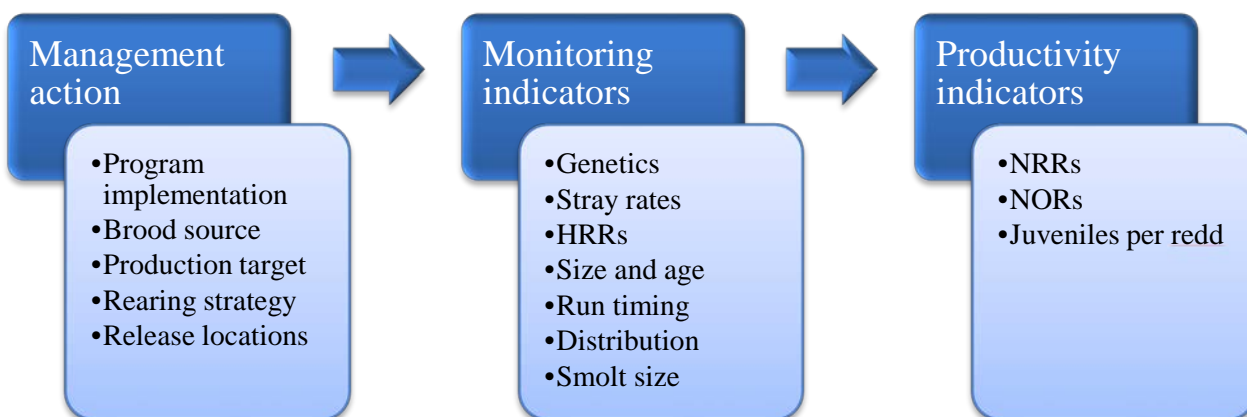 Management
action
•Program
implementation
•Brood source
•Production target
•Rearing strategy
•Release locations
Monitoring
indicators
•Genetics
•Stray rates
•HRRs
•Size and age
•Run timing
•Distribution
•Smolt size
Productivity
indicators
•NRRs
•NORs
•Juveniles per redd